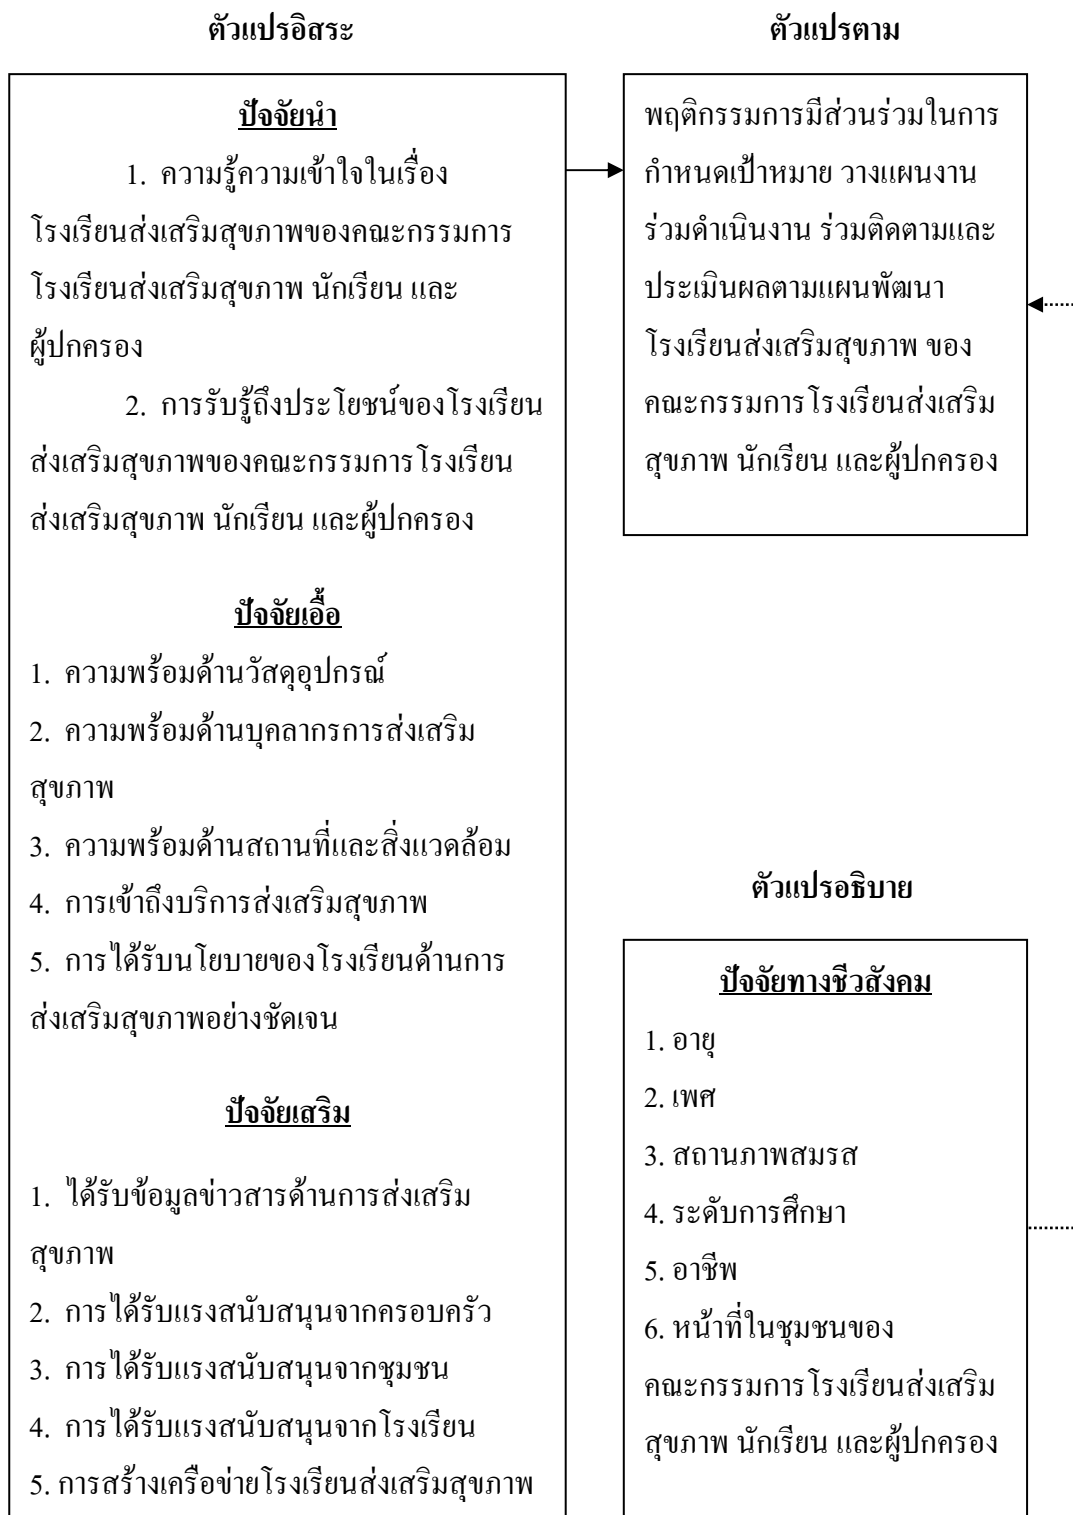 ตัวแปรอิสระ
ปัจจัยนำ
1. ความรู้ความเข้าใจในเรื่อง
โรงเรียนส่งเสริมสุขภาพของคณะกรรมการ
โรงเรียนส่งเสริมสุขภาพ นักเรียน และ
ผู้ปกครอง
2. การรับรู้ถึงประโยชน์ของโรงเรียน
ส่งเสริมสุขภาพของคณะกรรมการโรงเรียน
ส่งเสริมสุขภาพ นักเรียน และผู้ปกครอง
ปัจจัยเอื้อ
1. ความพร้อมด้านวัสดุอุปกรณ์
2. ความพร้อมด้านบุคลากรการส่งเสริม
สุขภาพ
3. ความพร้อมด้านสถานที่และสิ่งแวดล้อม
4. การเข้าถึงบริการส่งเสริมสุขภาพ
5. การได้รับนโยบายของโรงเรียนด้านการ
ส่งเสริมสุขภาพอย่างชัดเจน
ปัจจัยเสริม
1. ได้รับข้อมูลข่าวสารด้านการส่งเสริม
สุขภาพ
2. การได้รับแรงสนับสนุนจากครอบครัว
3. การได้รับแรงสนับสนุนจากชุมชน
4. การได้รับแรงสนับสนุนจากโรงเรียน
5. การสร้างเครือข่ายโรงเรียนส่งเสริมสุขภาพ
ตัวแปรตาม
พฤติกรรมการมีส่วนร่วมในการ
กำหนดเป้าหมาย วางแผนงาน
ร่วมดำเนินงาน ร่วมติดตามและ
ประเมินผลตามแผนพัฒนา
โรงเรียนส่งเสริมสุขภาพ ของ
คณะกรรมการโรงเรียนส่งเสริม
สุขภาพ นักเรียน และผู้ปกครอง
ตัวแปรอธิบาย
ปัจจัยทางชีวสังคม
1. อายุ
2. เพศ
3. สถานภาพสมรส
4. ระดับการศึกษา
5. อาชีพ
6. หน้าที่ในชุมชนของ
คณะกรรมการโรงเรียนส่งเสริม
สุขภาพ นักเรียน และผู้ปกครอง